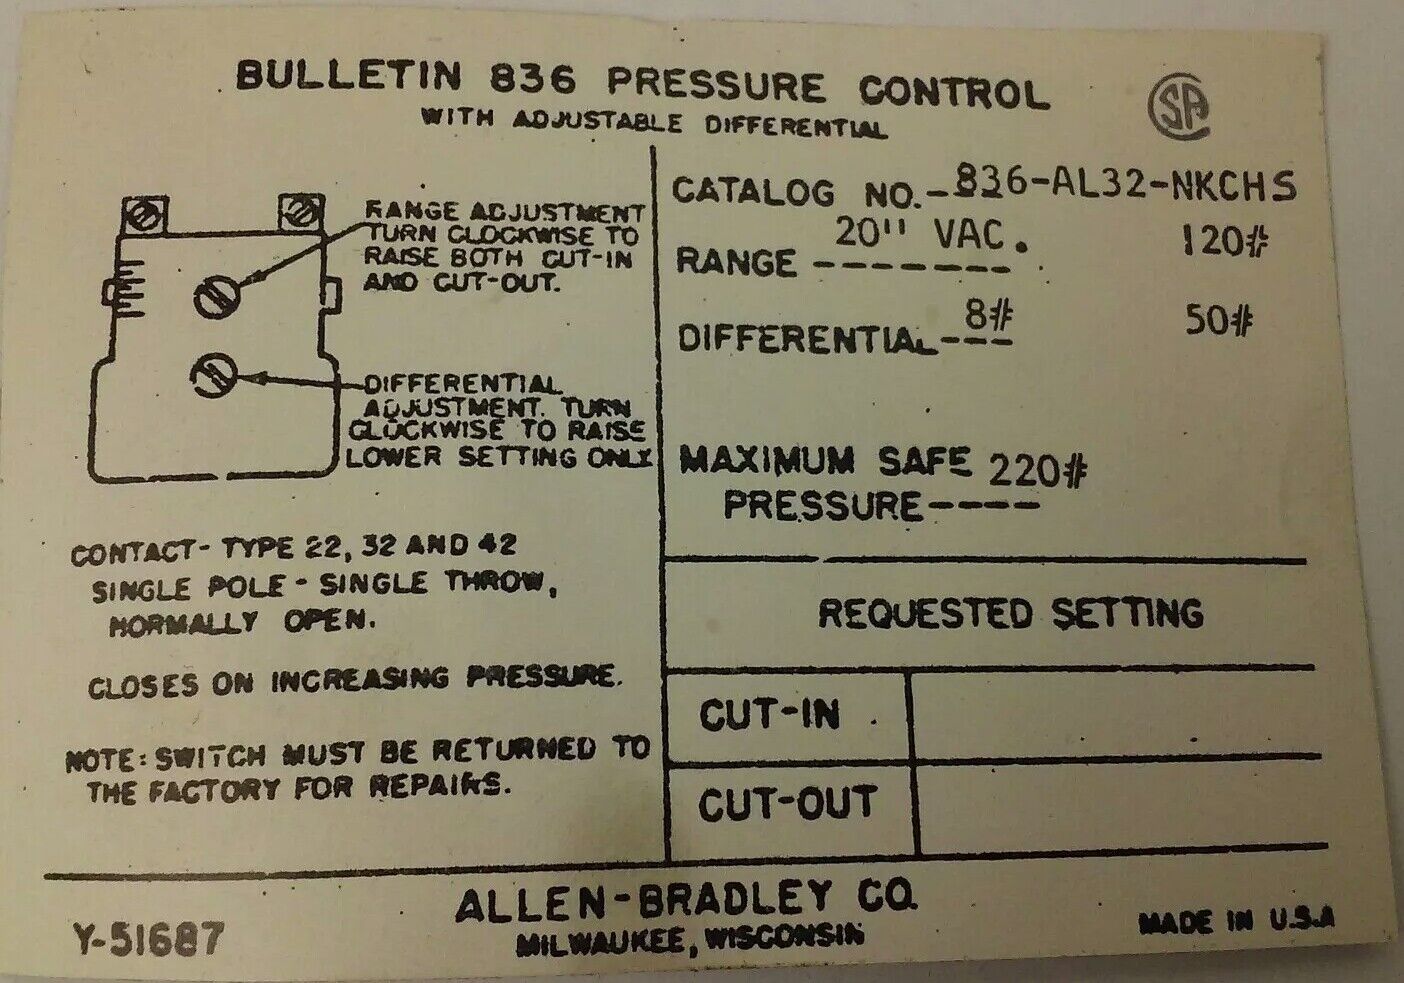 BULLETIN 836 PRESSURE CONTROL
WITH ADJUSTABLE DIFFERENTIAL
SA
RANGE ADJUSTMENT
TURN CLOCKWISE TO
RAISE BOTH CUT-IN
AND CUT-OUT.
DIFFERENTIAL
ADJUSTMENT. TURN
CLOCKWISE TO RAISE
LOWER SETTING ONLY
CONTACT- TYPE 22, 32 AND 42
SINGLE POLE - SINGLE THROW,
NORMALLY OPEN.
CLOSES ON INCREASING PRESSURE.
NOTE: SWITCH MUST BE RETURNED TO
THE FACTORY FOR REPAIRS.
CATALOG NO.-836-AL32-NKCHS
20" VAC. 120#
RANGE -------
8# 50#
DIFFERENTIAL---
MAXIMUM SAFE 220#
PRESSURE----
REQUESTED SETTING
CUT-IN
CUT-OUT
Y-51687
ALLEN-BRADLEY CO.
MILWAUKEE, WISCONSIN
MADE IN U.S.A